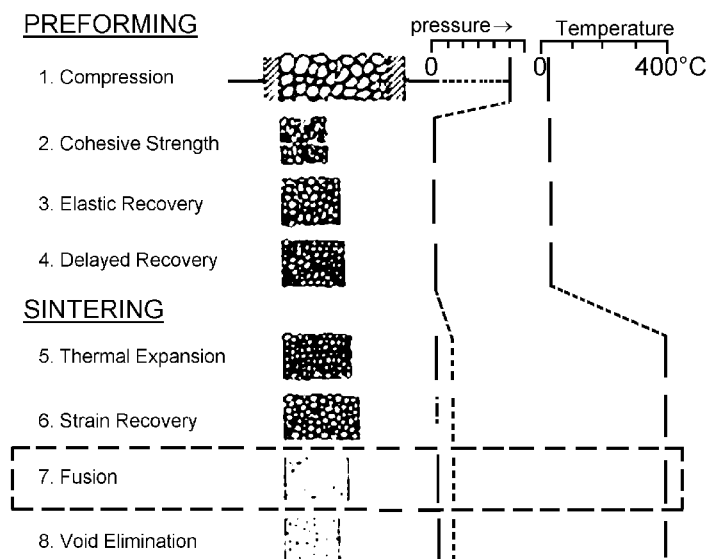 PREFORMING
pressure→ Temperature
0 0 400°C
1. Compression
2. Cohesive Strength
3. Elastic Recovery
4. Delayed Recovery
SINTERING
5. Thermal Expansion
6. Strain Recovery
7. Fusion
8. Void Elimination